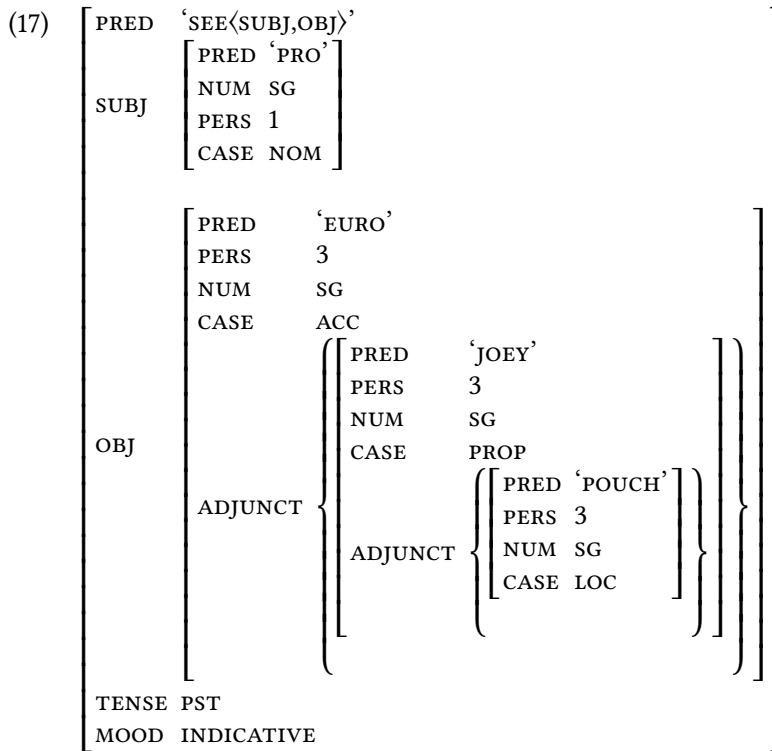 (17) PRED ‘SEE⟨SUBJ,OBJ⟩’
PRED ‘PRO’
NUM SG
SUBJ
PERS 1
CASE NOM
PRED ‘EURO’
PERS 3
NUM SG
CASE ACC
PRED ‘JOEY’
PERS 3
NUM SG
OBJ
CASE PROP
PRED ‘POUCH’
ADJUNCT
PERS 3
ADJUNCT
NUM SG
CASE LOC
TENSE PST
MOOD INDICATIVE